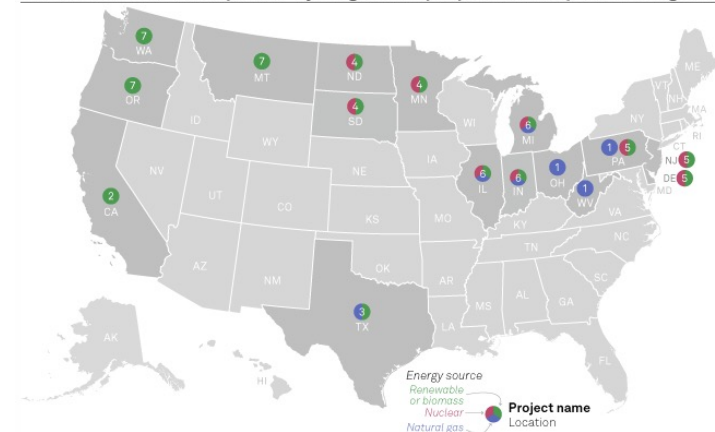 7
WA
7
MT
4
ND
4
MN
7
OR
4
SD
ID
WY
WI
6
MI
ME
VT
NH
NY
MA
RI
CT
1
5
PA
NJ
5
DE
5
MD
NV
UT
CO
NE
IA
6
IL
6
IN
1
OH
1
WV
VA
2
CA
KS
MO
KY
NC
TN
AZ
NM
OK
AR
SC
MS
AL
GA
3
TX
LA
FL
AK
HI
Energy source
Renewable
or biomass
Nuclear
Natural gas
Project name
Location